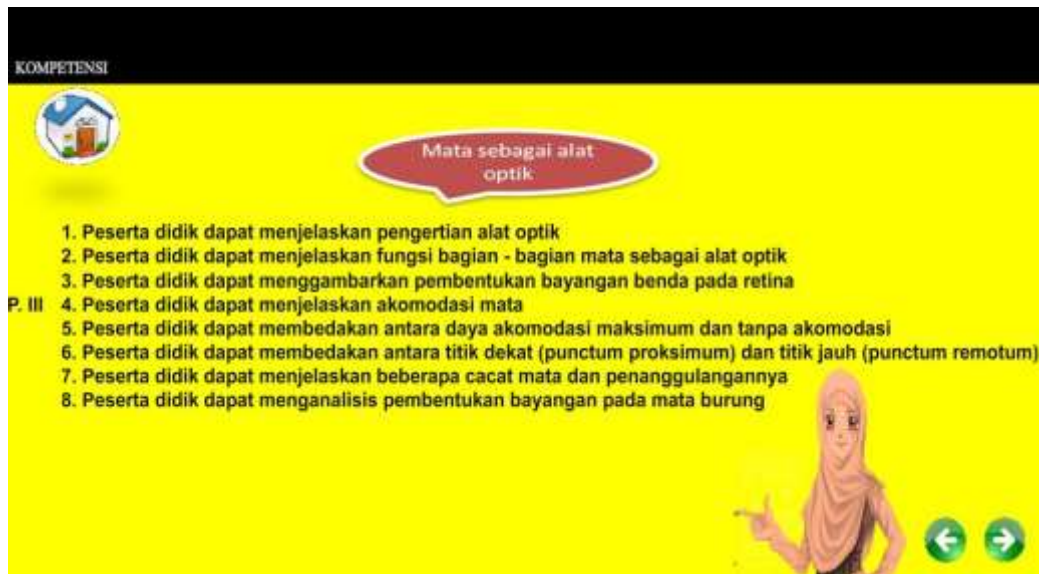 KOMPETENSI
Mata sebagai alat
optik
1. Peserta didik dapat menjelaskan pengertian alat optik
2. Peserta didik dapat menjelaskan fungsi bagian - bagian mata sebagai alat optik
3. Peserta didik dapat menggambarkan pembentukan bayangan benda pada retina
P. III 4. Peserta didik dapat menjelaskan akomodasi mata
5. Peserta didik dapat membedakan antara daya akomodasi maksimum dan tanpa akomodasi
6. Peserta didik dapat membedakan antara titik dekat (punctum proksimum) dan titik jauh (punctum remotum)
7. Peserta didik dapat menjelaskan beberapa cacat mata dan penanggulangannya
8. Peserta didik dapat menganalisis pembentukan bayangan pada mata burung